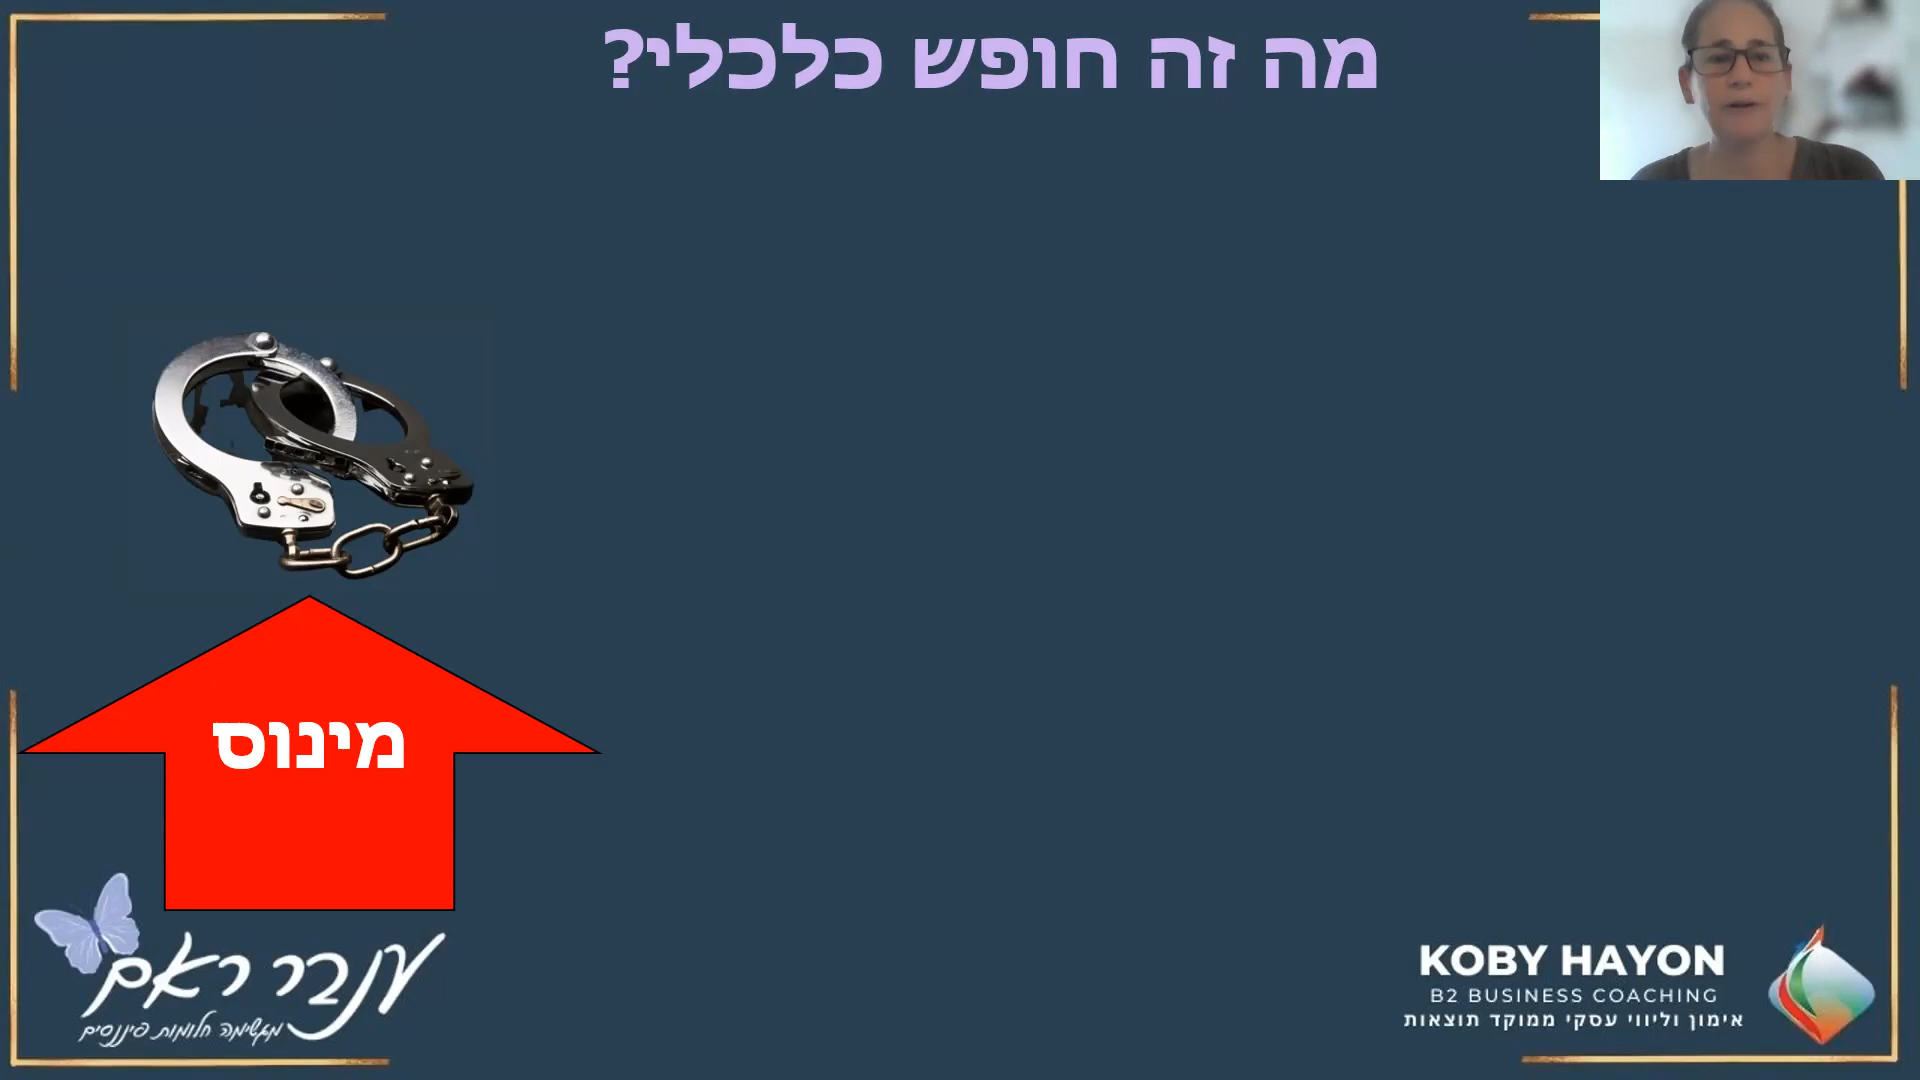 מה זה חופש כלכלי?
מינוס
ענבר ראם
מגשימה חלומות פיננסים
KOBY HAYON
B2 BUSINESS COACHING
אימון וליווי עסקי ממוקד תוצאות